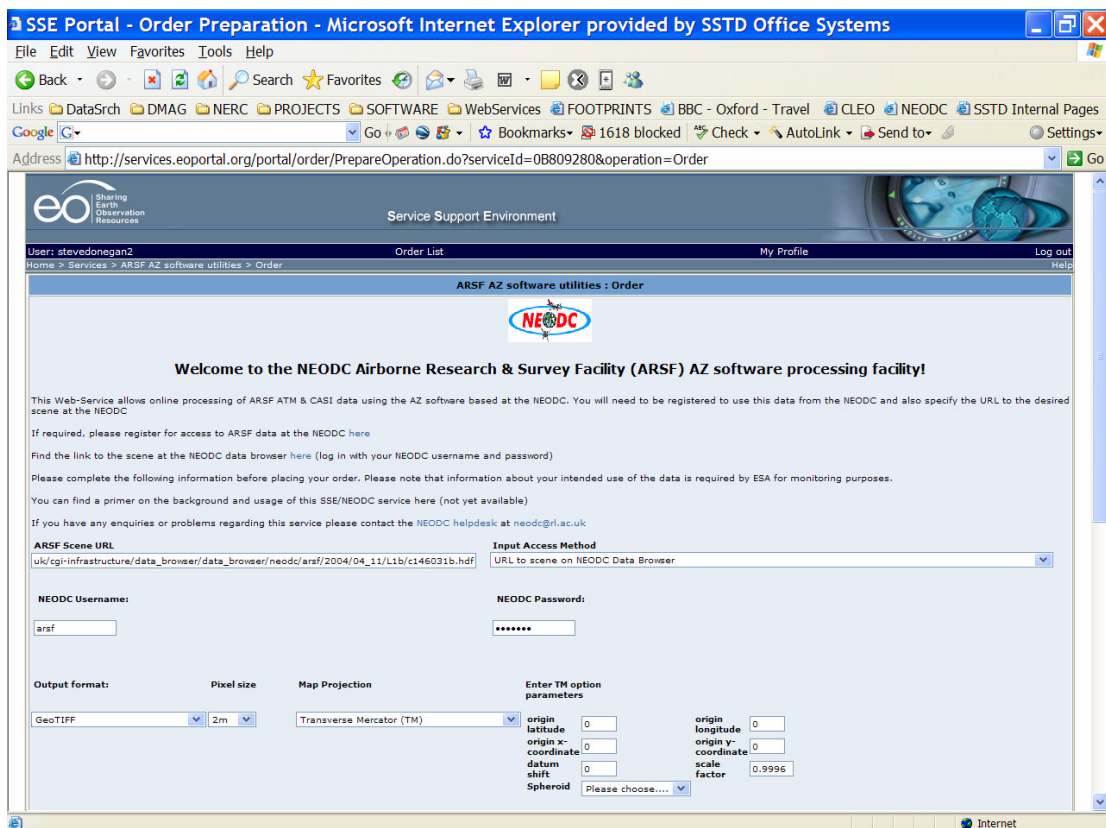 SSE Portal - Order Preparation - Microsoft Internet Explorer provided by SSTD Office Systems
File Edit View Favorites Tools Help
Back Search Favorites
Links DataSrch DMAG NERC PROJECTS SOFTWARE WebServices FOOTPRINTS BBC - Oxford - Travel CLEO NEODC SSTD Internal Pages
Google G Go Bookmarks 1618 blocked Check AutoLink Send to Settings
Address http://services.eoportal.org/portal/order/PrepareOperation.do?serviceId=0B809280&operation=Order Go
eo Sharing Earth Observation Resources
Service Support Environment
User: stevedonegan2 Order List My Profile Log out
Home > Services > ARSF AZ software utilities > Order Help
ARSF AZ software utilities : Order
NEODC
Welcome to the NEODC Airborne Research & Survey Facility (ARSF) AZ software processing facility!
This Web-Service allows online processing of ARSF ATM & CASI data using the AZ software based at the NEODC. You will need to be registered to use this data from the NEODC and also specify the URL to the desired
scene at the NEODC
If required, please register for access to ARSF data at the NEODC here
Find the link to the scene at the NEODC data browser here (log in with your NEODC username and password)
Please complete the following information before placing your order. Please note that information about your intended use of the data is required by ESA for monitoring purposes.
You can find a primer on the background and usage of this SSE/NEODC service here (not yet available)
If you have any enquiries or problems regarding this service please contact the NEODC helpdesk at neodc@rl.ac.uk
ARSF Scene URL Input Access Method
uk/cgi-infrastructure/data_browser/data_browser/neodc/arsf/2004/04_11/L1b/c146031b.hdf URL to scene on NEODC Data Browser
NEODC Username: NEODC Password:
arsf •••••••
Output format: Pixel size Map Projection Enter TM option
parameters
GeoTIFF 2m Transverse Mercator (TM)
origin latitude 0 origin longitude 0
origin x-coordinate 0 origin y-coordinate 0
datum shift 0 scale factor 0.9996
Spheroid Please choose....
Internet